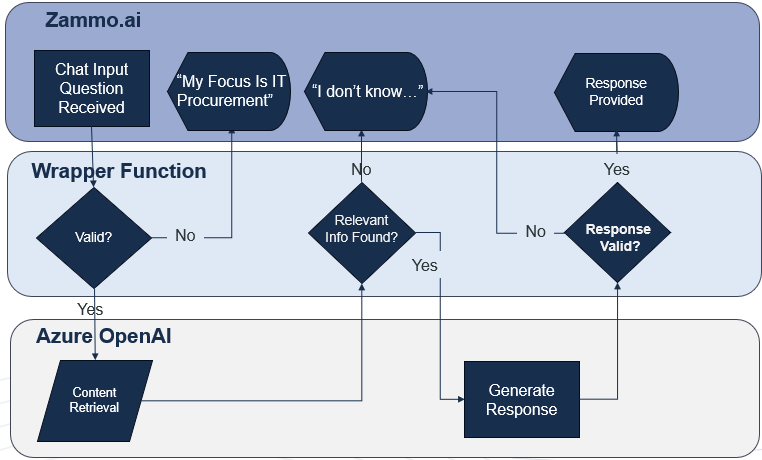 Zammo.ai
Chat Input
Question
Received
“My Focus Is IT
Procurement”
“I don’t know…”
Response
Provided
Wrapper Function
No
Yes
Valid?
No
Relevant
Info Found?
Yes
No
Response
Valid?
Yes
Azure OpenAI
Content
Retrieval
Generate
Response